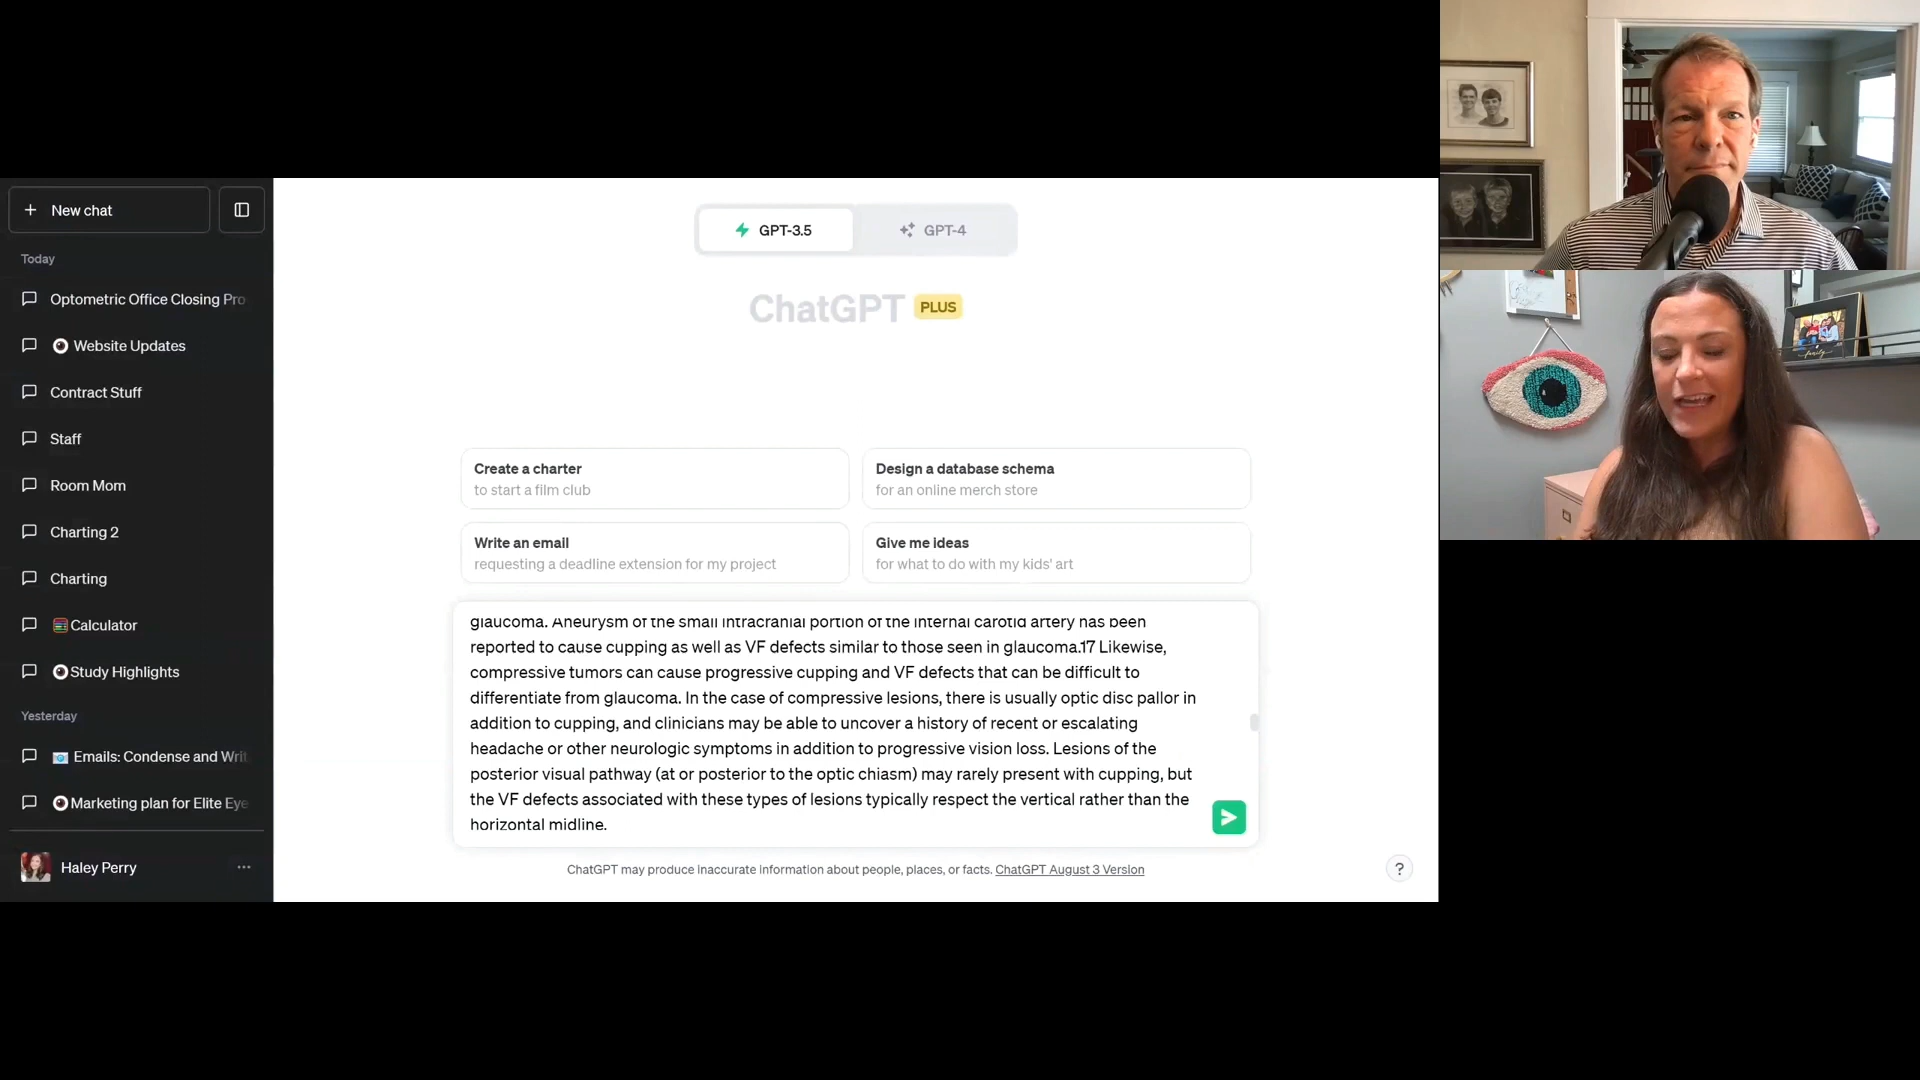 New chat
Today
Optometric Office Closing Pro
Website Updates
Contract Stuff
Staff
Room Mom
Charting 2
Charting
Calculator
Study Highlights
Yesterday
Emails: Condense and Writ
Marketing plan for Elite Eye
Haley Perry
GPT-3.5
GPT-4
ChatGPT PLUS
Create a charter
to start a film club
Design a database schema
for an online merch store
Write an email
requesting a deadline extension for my project
Give me ideas
for what to do with my kids' art
glaucoma. Aneurysm of the small intracranial portion of the internal carotid artery has been
reported to cause cupping as well as VF defects similar to those seen in glaucoma.17 Likewise,
compressive tumors can cause progressive cupping and VF defects that can be difficult to
differentiate from glaucoma. In the case of compressive lesions, there is usually optic disc pallor in
addition to cupping, and clinicians may be able to uncover a history of recent or escalating
headache or other neurologic symptoms in addition to progressive vision loss. Lesions of the
posterior visual pathway (at or posterior to the optic chiasm) may rarely present with cupping, but
the VF defects associated with these types of lesions typically respect the vertical rather than the
horizontal midline.
ChatGPT may produce inaccurate information about people, places, or facts. ChatGPT August 3 Version
?
family